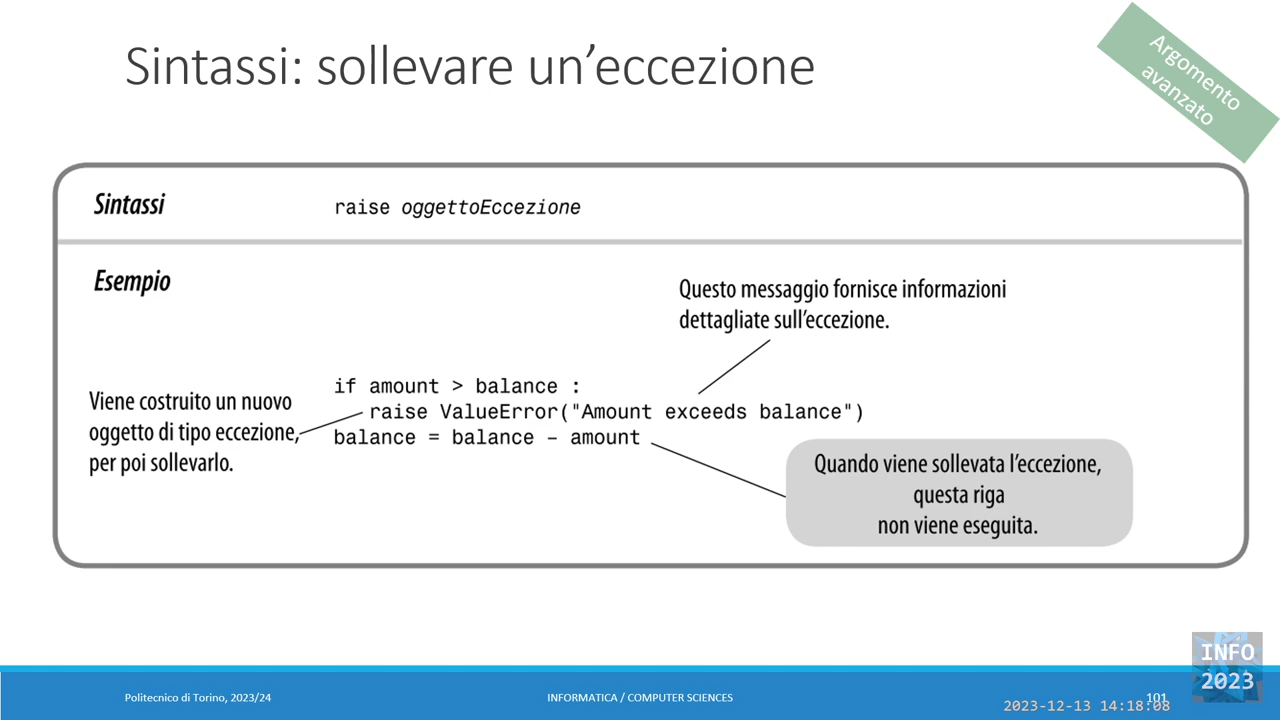 Sintassi: sollevare un'eccezione
Argomento
avanzato
Sintassi
raise oggettoEccezione
Esempio
Questo messaggio fornisce informazioni
dettagliate sull'eccezione.
Viene costruito un nuovo
oggetto di tipo eccezione,
per poi sollevarlo.
if amount > balance :
raise ValueError("Amount exceeds balance")
balance = balance – amount
Quando viene sollevata l'eccezione,
questa riga
non viene eseguita.
Politecnico di Torino, 2023/24
INFORMATICA / COMPUTER SCIENCES
101
INFO
2023
2023-12-13 14:18:08